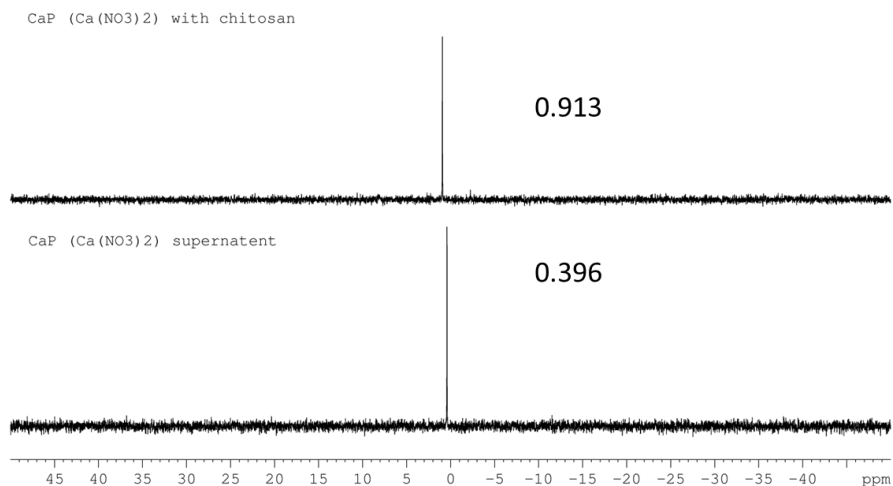 CaP (Ca(NO3)2) with chitosan
0.913
CaP (Ca(NO3)2) supernatent
0.396
45 40 35 30 25 20 15 10 5 0 -5 -10 -15 -20 -25 -30 -35 -40 ppm